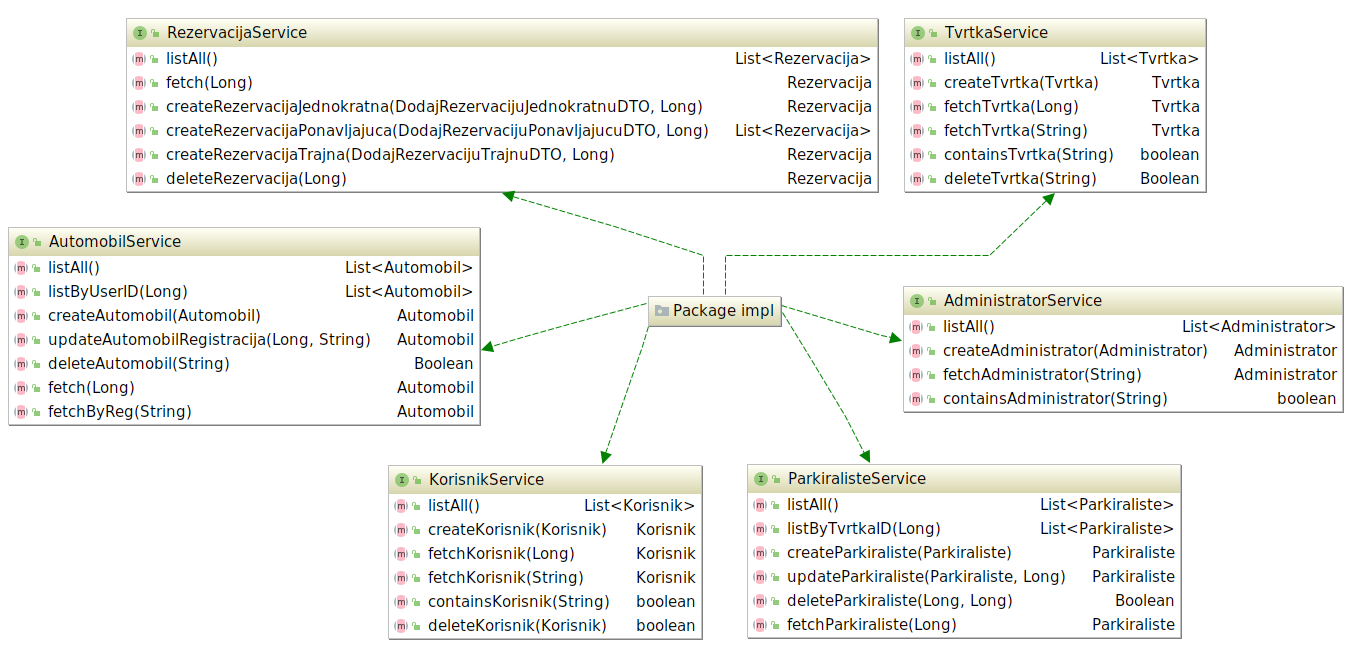 RezervacijaService
listAll() List<Rezervacija>
fetch(Long) Rezervacija
createRezervacijaJednokratna(DodajRezervacijuJednokratnuDTO, Long) Rezervacija
createRezervacijaPonavljajuca(DodajRezervacijuPonavljajucuDTO, Long) List<Rezervacija>
createRezervacijaTrajna(DodajRezervacijuTrajnuDTO, Long) Rezervacija
deleteRezervacija(Long) Rezervacija
TvrtkaService
listAll() List<Tvrtka>
createTvrtka(Tvrtka) Tvrtka
fetchTvrtka(Long) Tvrtka
fetchTvrtka(String) Tvrtka
containsTvrtka(String) boolean
deleteTvrtka(String) Boolean
AutomobilService
listAll() List<Automobil>
listByUserID(Long) List<Automobil>
createAutomobil(Automobil) Automobil
updateAutomobilRegistracija(Long, String) Automobil
deleteAutomobil(String) Boolean
fetch(Long) Automobil
fetchByReg(String) Automobil
Package impl
AdministratorService
listAll() List<Administrator>
createAdministrator(Administrator) Administrator
fetchAdministrator(String) Administrator
containsAdministrator(String) boolean
KorisnikService
listAll() List<Korisnik>
createKorisnik(Korisnik) Korisnik
fetchKorisnik(Long) Korisnik
fetchKorisnik(String) Korisnik
containsKorisnik(String) boolean
deleteKorisnik(Korisnik) boolean
ParkiralisteService
listAll() List<Parkiraliste>
listByTvrtkaID(Long) List<Parkiraliste>
createParkiraliste(Parkiraliste) Parkiraliste
updateParkiraliste(Parkiraliste, Long) Parkiraliste
deleteParkiraliste(Long, Long) Boolean
fetchParkiraliste(Long) Parkiraliste